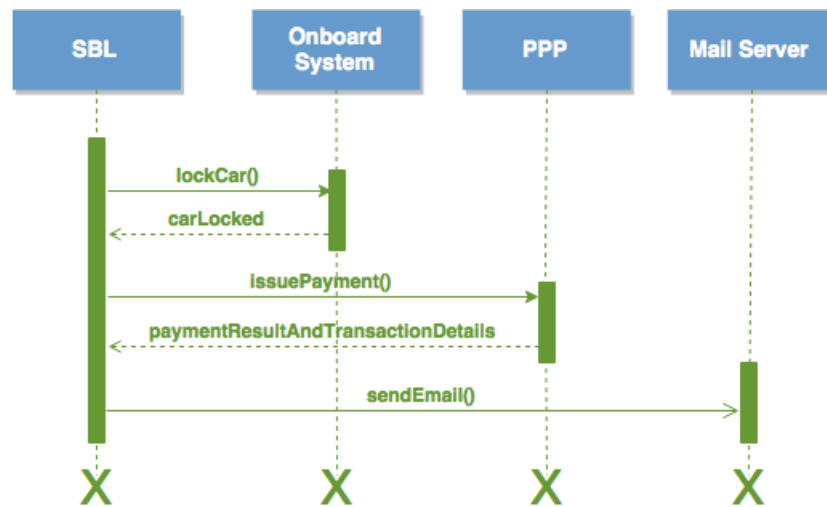 SBL
Onboard
System
PPP
Mail Server
lockCar()
carLocked
issuePayment()
paymentResultAndTransactionDetails
sendEmail()
X X X X